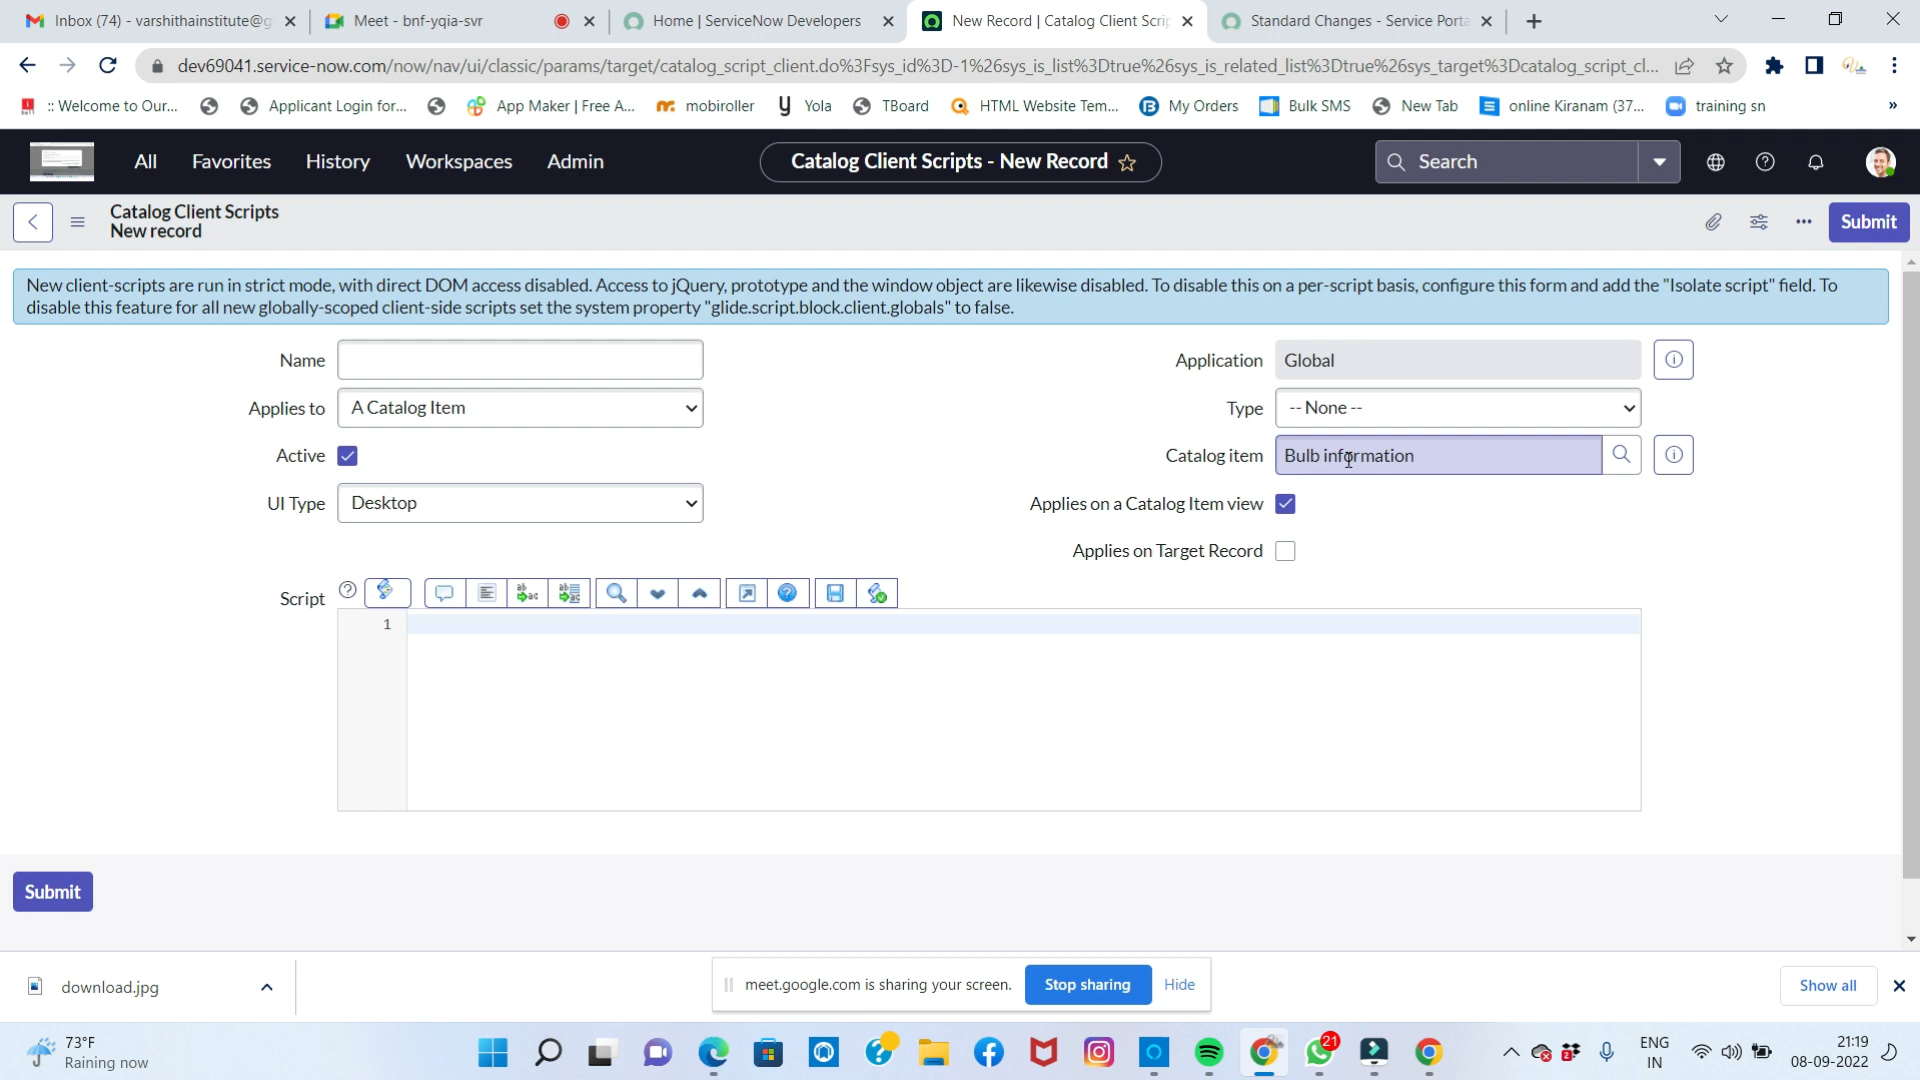 Inbox (74) - varshithainstitute@g
Meet - bnf-yqia-svr
Home | ServiceNow Developers
New Record | Catalog Client Scrip
Standard Changes - Service Porta
dev69041.service-now.com/now/nav/ui/classic/params/target/catalog_script_client.do%3Fsys_id%3D-1%26sys_is_list%3Dtrue%26sys_is_related_list%3Dtrue%26sys_target%3Dcatalog_script_cl...
:: Welcome to Our...
Applicant Login for...
App Maker | Free A...
mobiroller
Yola
TBoard
HTML Website Tem...
My Orders
Bulk SMS
New Tab
online Kiranam (37...
training sn
»
All Favorites History Workspaces Admin
Catalog Client Scripts - New Record
Search
Catalog Client Scripts
New record
Submit
New client-scripts are run in strict mode, with direct DOM access disabled. Access to jQuery, prototype and the window object are likewise disabled. To disable this on a per-script basis, configure this form and add the "Isolate script" field. To
disable this feature for all new globally-scoped client-side scripts set the system property "glide.script.block.client.globals" to false.
Name
Application Global
Applies to A Catalog Item
Type -- None --
Active
Catalog item Bulb information
UI Type Desktop
Applies on a Catalog Item view
Applies on Target Record
Script
1
Submit
download.jpg
meet.google.com is sharing your screen.
Stop sharing
Hide
Show all
73°F
Raining now
21
ENG
IN
21:19
08-09-2022